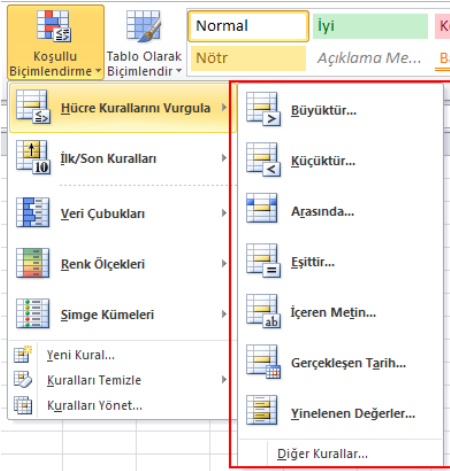 Koşullu
Biçimlendirme
Tablo Olarak
Biçimlendir
Normal
İyi
Nötr
Açıklama Me...
Hücre Kurallarını Vurgula
İlk/Son Kuralları
Veri Çubukları
Renk Ölçekleri
Simge Kümeleri
Yeni Kural...
Kuralları Temizle
Kuralları Yönet...
Büyüktür...
Küçüktür...
Arasında...
Eşittir...
İçeren Metin...
Gerçekleşen Tarih...
Yinelenen Değerler...
Diğer Kurallar...